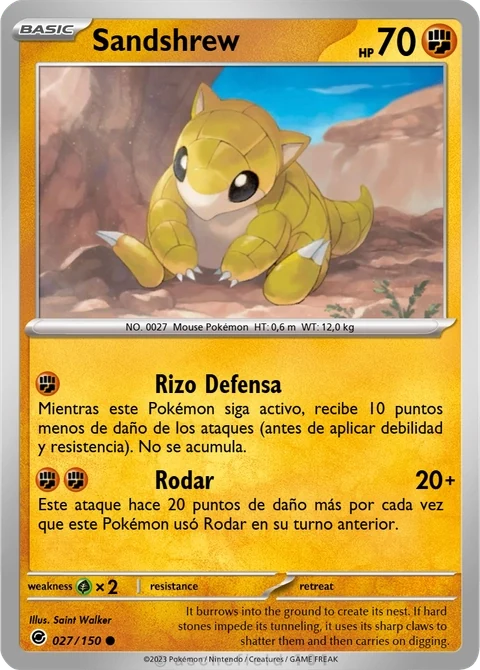 BASIC
Sandshrew
HP 70
NO. 0027 Mouse Pokémon HT: 0,6 m WT: 12,0 kg
Rizo Defensa
Mientras este Pokémon siga activo, recibe 10 puntos
menos de daño de los ataques (antes de aplicar debilidad
y resistencia). No se acumula.
Rodar 20+
Este ataque hace 20 puntos de daño más por cada vez
que este Pokémon usó Rodar en su turno anterior.
weakness ×2 resistance retreat
Illus. Saint Walker
027/150
It burrows into the ground to create its nest. If hard
stones impede its tunneling, it uses its sharp claws to
shatter them and then carries on digging.
©2023 Pokémon / Nintendo / Creatures / GAME FREAK